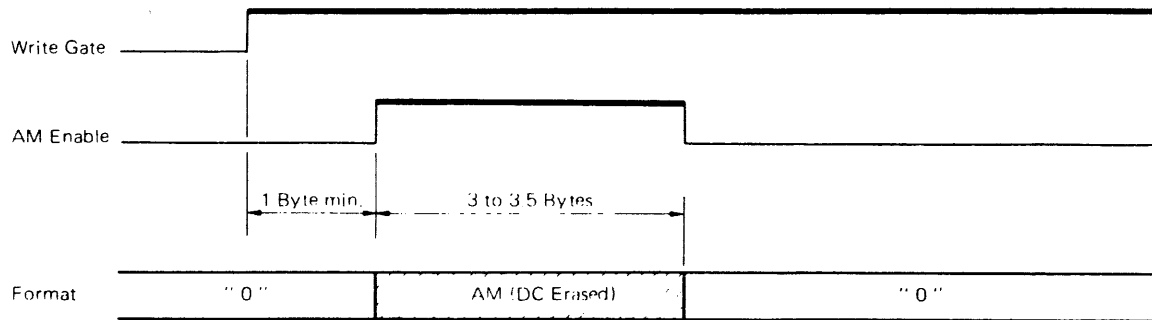 Write Gate
AM Enable
1 Byte min. 3 to 3.5 Bytes
Format "0" AM (DC Erased) "0"